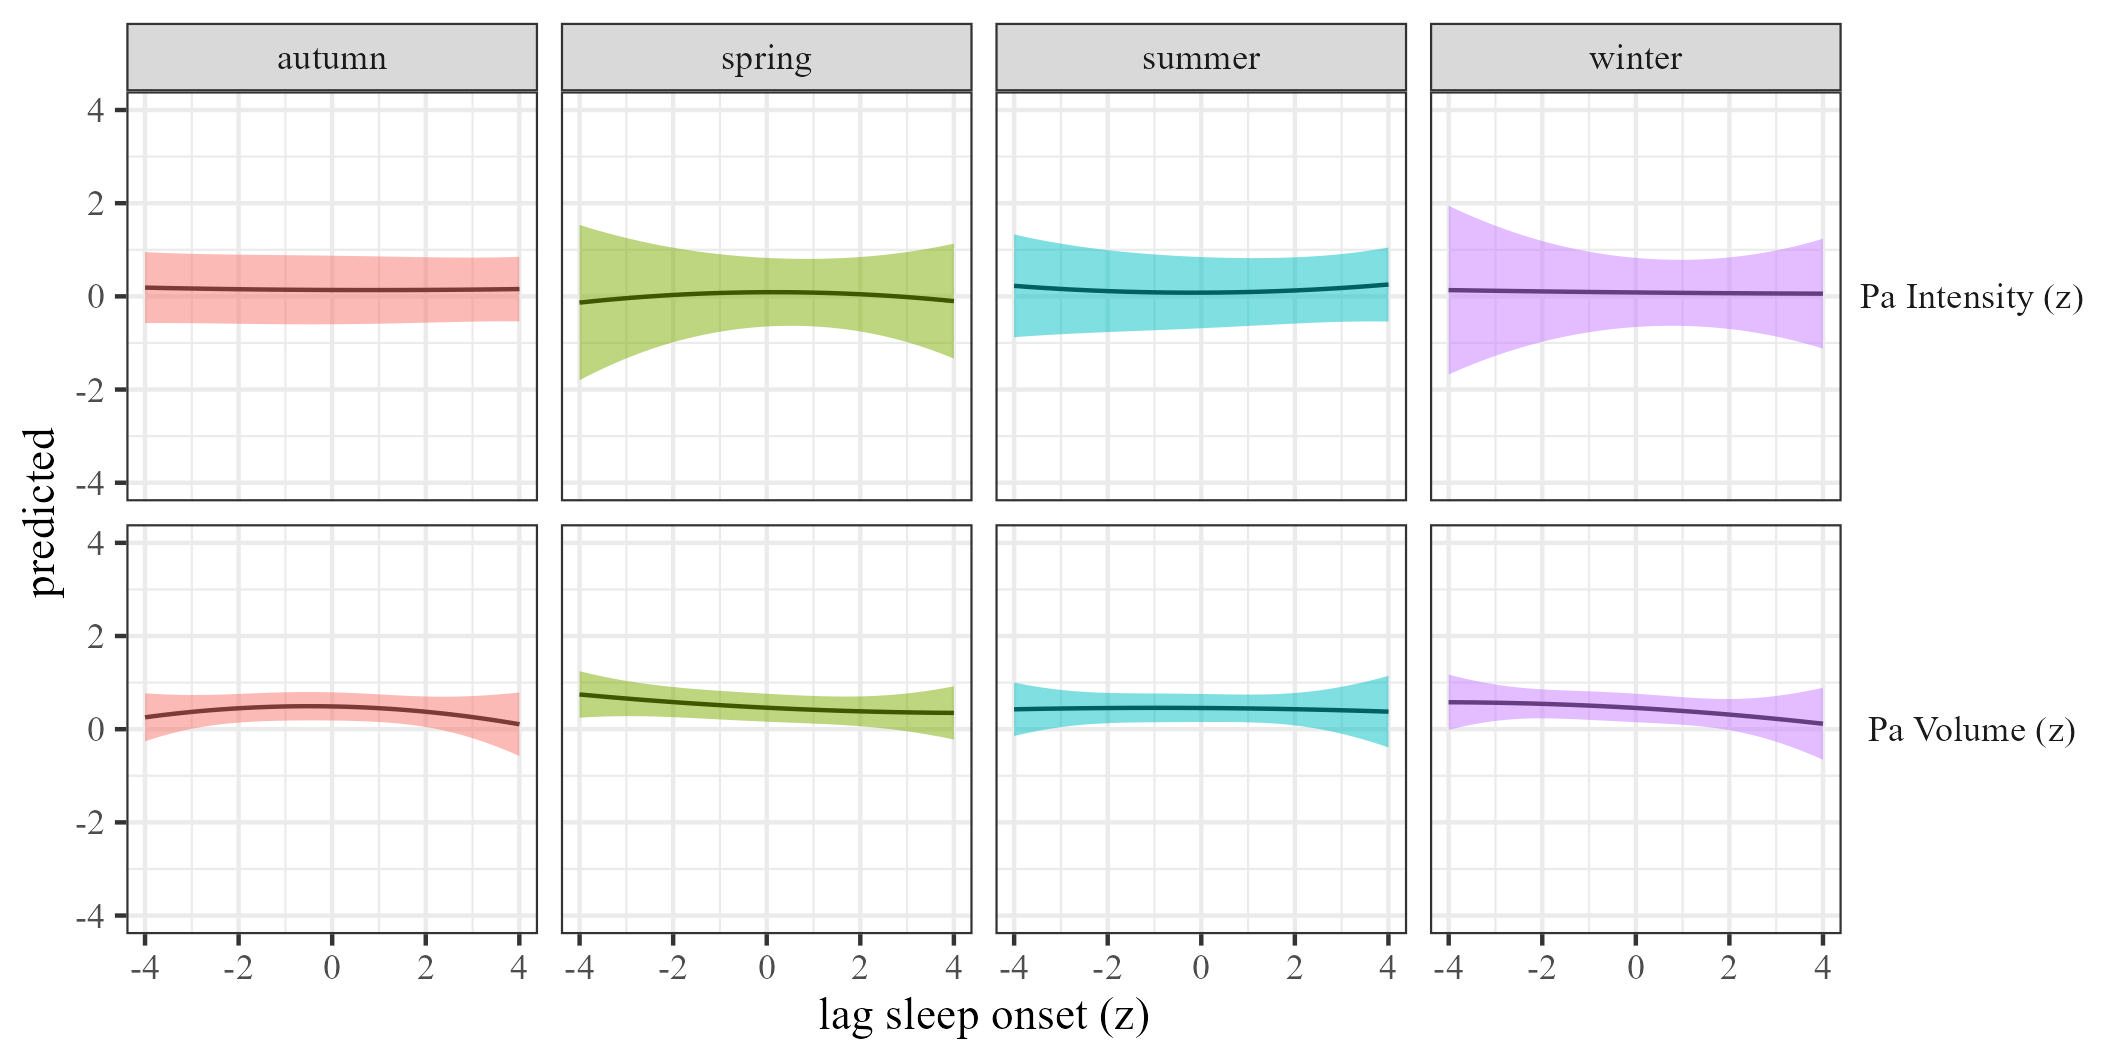 autumn
spring
summer
winter
4
2
0
-2
-4
Pa Intensity (z)
predicted
4
2
0
-2
-4
Pa Volume (z)
-4 -2 0 2 4
-4 -2 0 2 4
-4 -2 0 2 4
-4 -2 0 2 4
lag sleep onset (z)